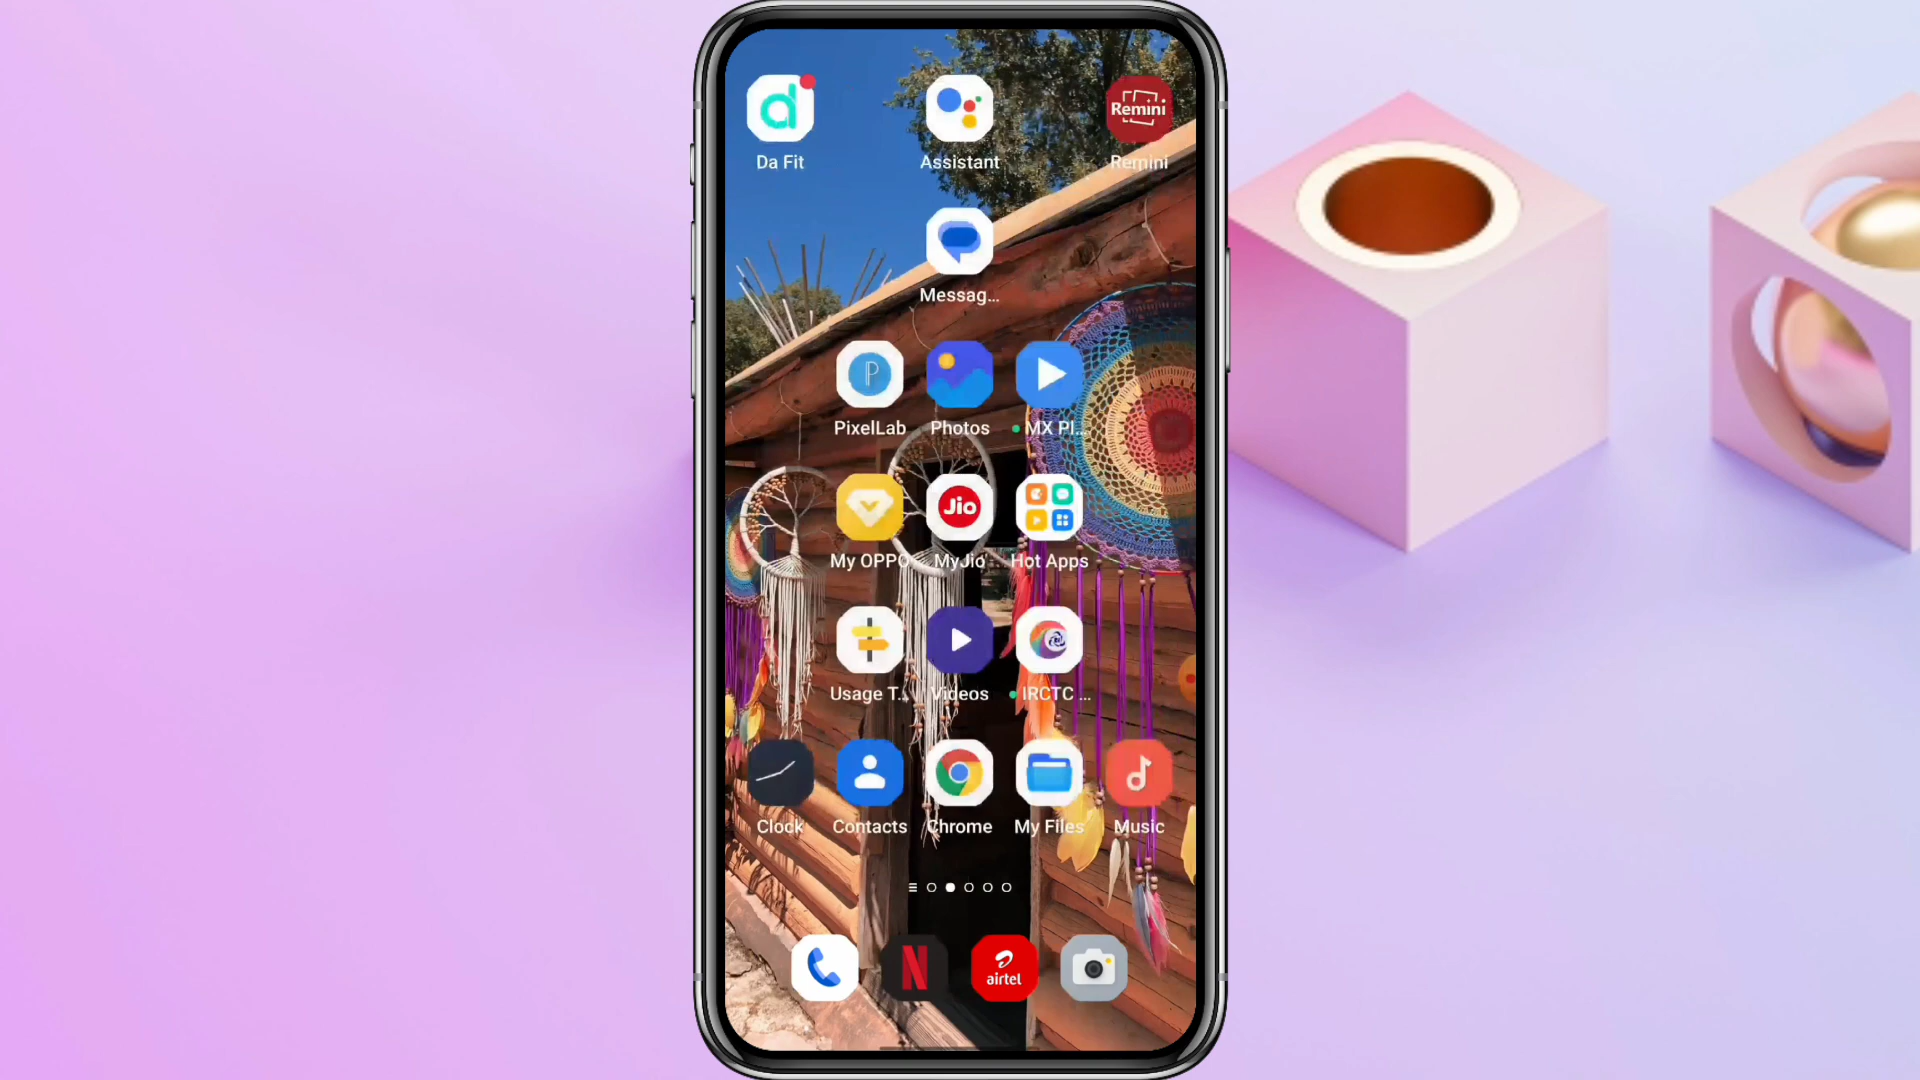 Remini
Da Fit
Assistant
Remini
Messag...
P
PixelLab
Photos
MX Pl...
Jio
My OPPO
MyJio
Hot Apps
Usage T...
Videos
IRCTC ...
Clock
Contacts
Chrome
My Files
Music
N
airtel